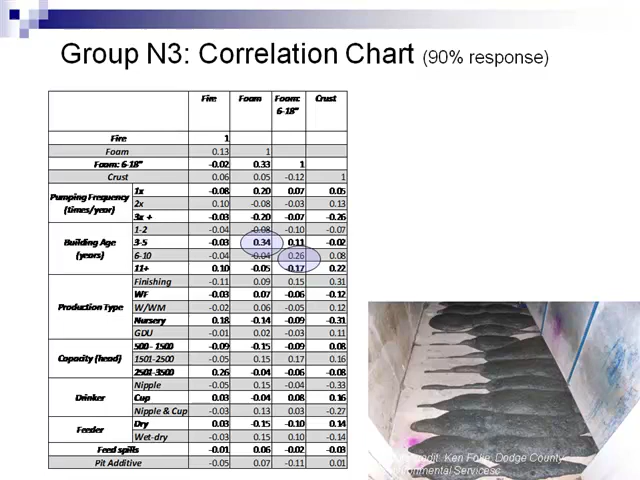 Group N3: Correlation Chart (90% response)
Fire Foam Foam: 6-18" Crust
Fire 1
Foam 0.13 1
Foam: 6-18" -0.02 0.33 1
Crust 0.06 0.05 -0.12 1
Pumping Frequency (times/year)
1x -0.08 0.20 0.07 0.05
2x 0.10 -0.08 -0.03 0.13
3x + -0.03 -0.20 -0.07 -0.26
Building Age (years)
1-2 -0.04 -0.08 -0.10 -0.07
3-5 -0.03 0.34 0.11 -0.02
6-10 -0.04 -0.04 0.26 0.08
11+ 0.10 -0.05 -0.17 0.22
Production Type
Finishing -0.11 0.09 0.15 0.31
WF -0.03 0.07 -0.06 -0.12
W/WM -0.02 0.06 -0.05 0.12
Nursery 0.18 -0.14 -0.09 -0.31
GDU -0.01 0.02 -0.03 0.11
Capacity (head)
500 - 1500 -0.09 -0.15 -0.09 0.08
1501-2500 -0.05 0.15 0.17 0.16
2501-3500 0.26 -0.04 -0.06 -0.08
Drinker
Nipple -0.05 0.15 -0.04 -0.33
Cup 0.03 -0.04 0.08 0.16
Nipple & Cup -0.03 0.13 0.03 -0.27
Feeder
Dry 0.03 -0.15 -0.10 0.14
Wet-dry -0.03 0.15 0.10 -0.14
Feed spills -0.01 0.06 -0.02 -0.03
Pit Additive -0.05 0.07 -0.11 0.01
Ken Foke, Dodge County